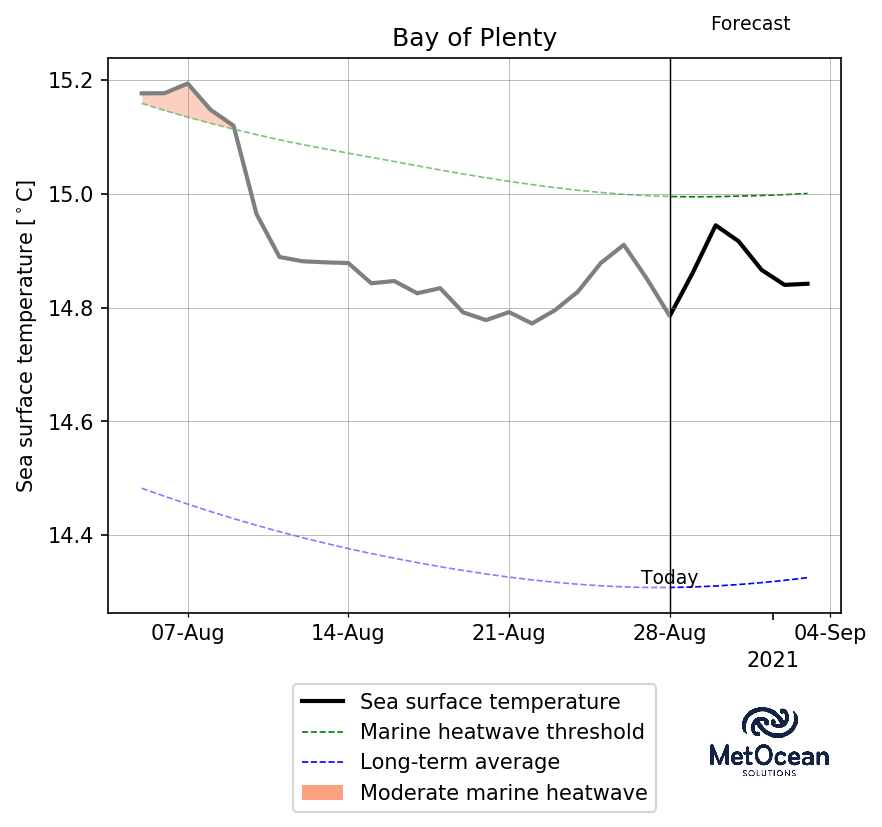 Forecast
Bay of Plenty
Sea surface temperature [°C]
15.2
15.0
14.8
14.6
14.4
Today
07-Aug 14-Aug 21-Aug 28-Aug 04-Sep
2021
Sea surface temperature
Marine heatwave threshold
Long-term average
Moderate marine heatwave
MetOcean
SOLUTIONS